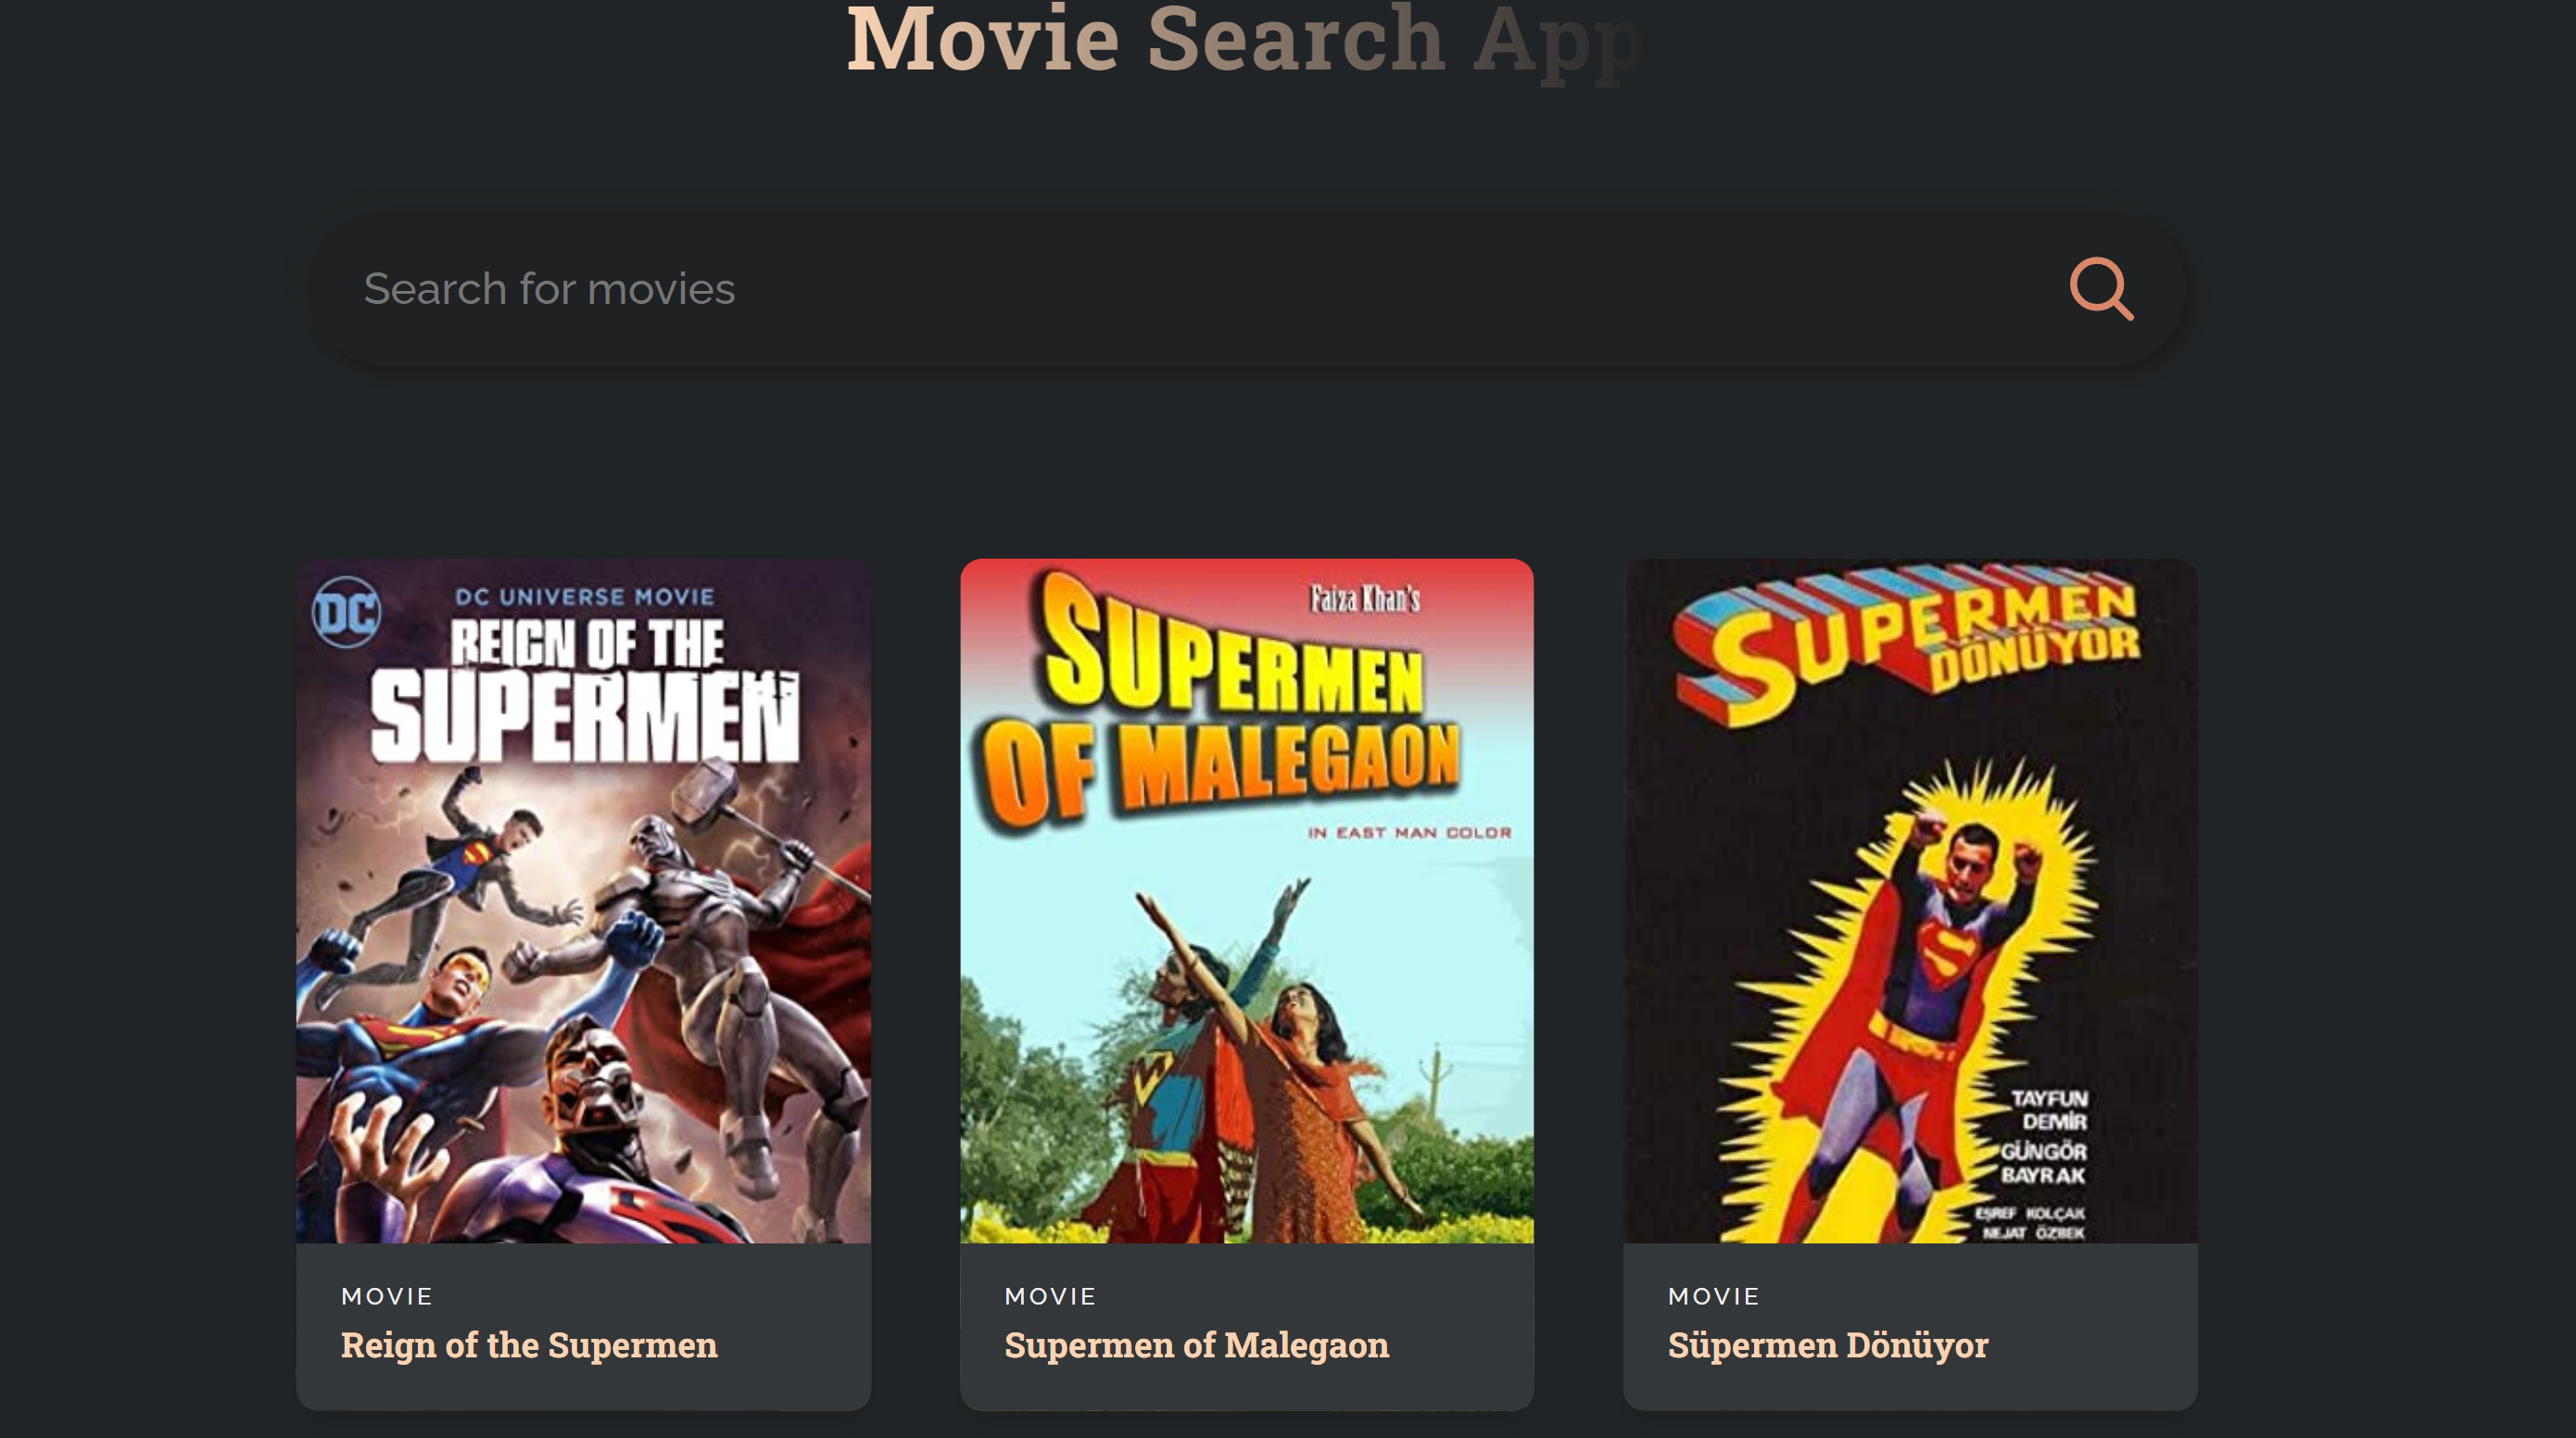 Movie Search App
Search for movies
DC
DC UNIVERSE MOVIE
REIGN OF THE
SUPERMEN
MOVIE
Reign of the Supermen
Faiza Khan's
SUPERMEN
OF MALEGAON
IN EAST MAN COLOR
MOVIE
Supermen of Malegaon
SUPERMEN
DÖNÜYOR
TAYFUN
DEMİR
GÜNGÖR
BAYRAK
EŞREF KOLÇAK
NEJAT ÖZBEK
MOVIE
Süpermen Dönüyor